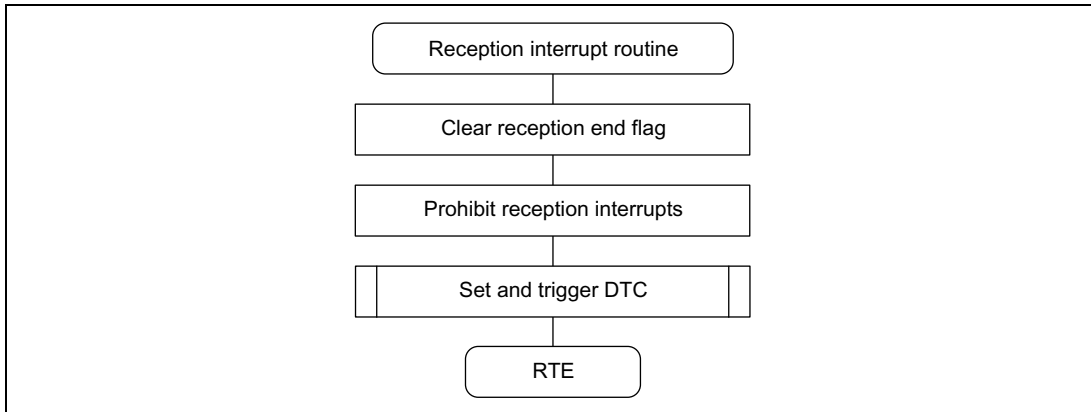 Reception interrupt routine
Clear reception end flag
Prohibit reception interrupts
Set and trigger DTC
RTE